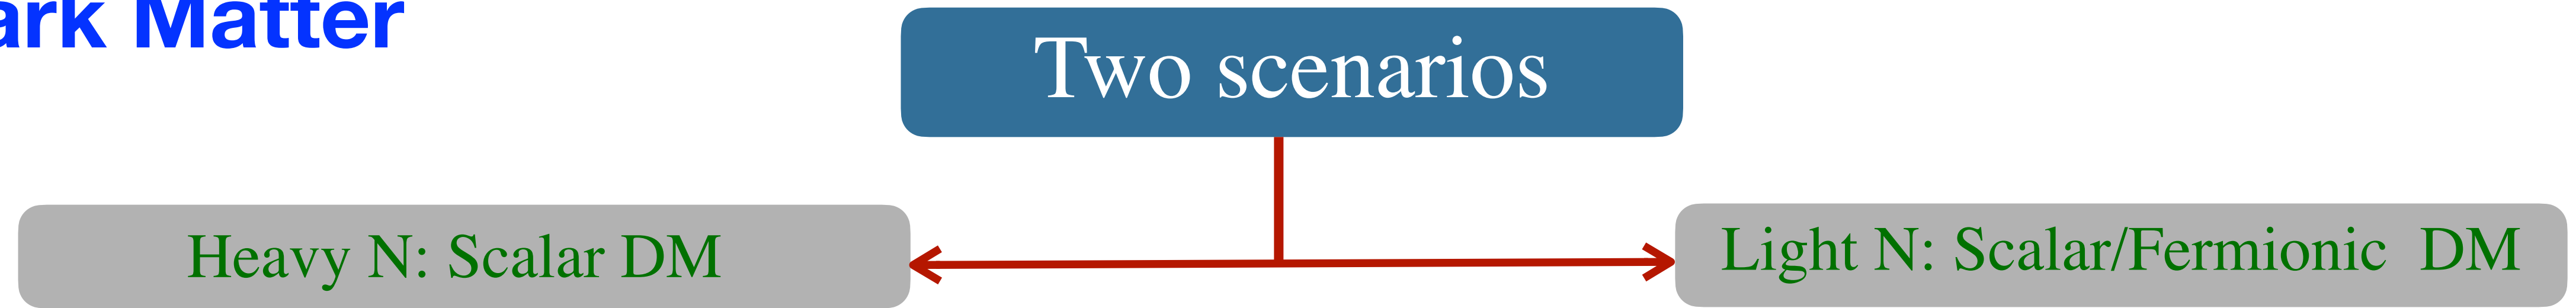 ark Matter
Two scenarios
Heavy N: Scalar DM
Light N: Scalar/Fermionic DM